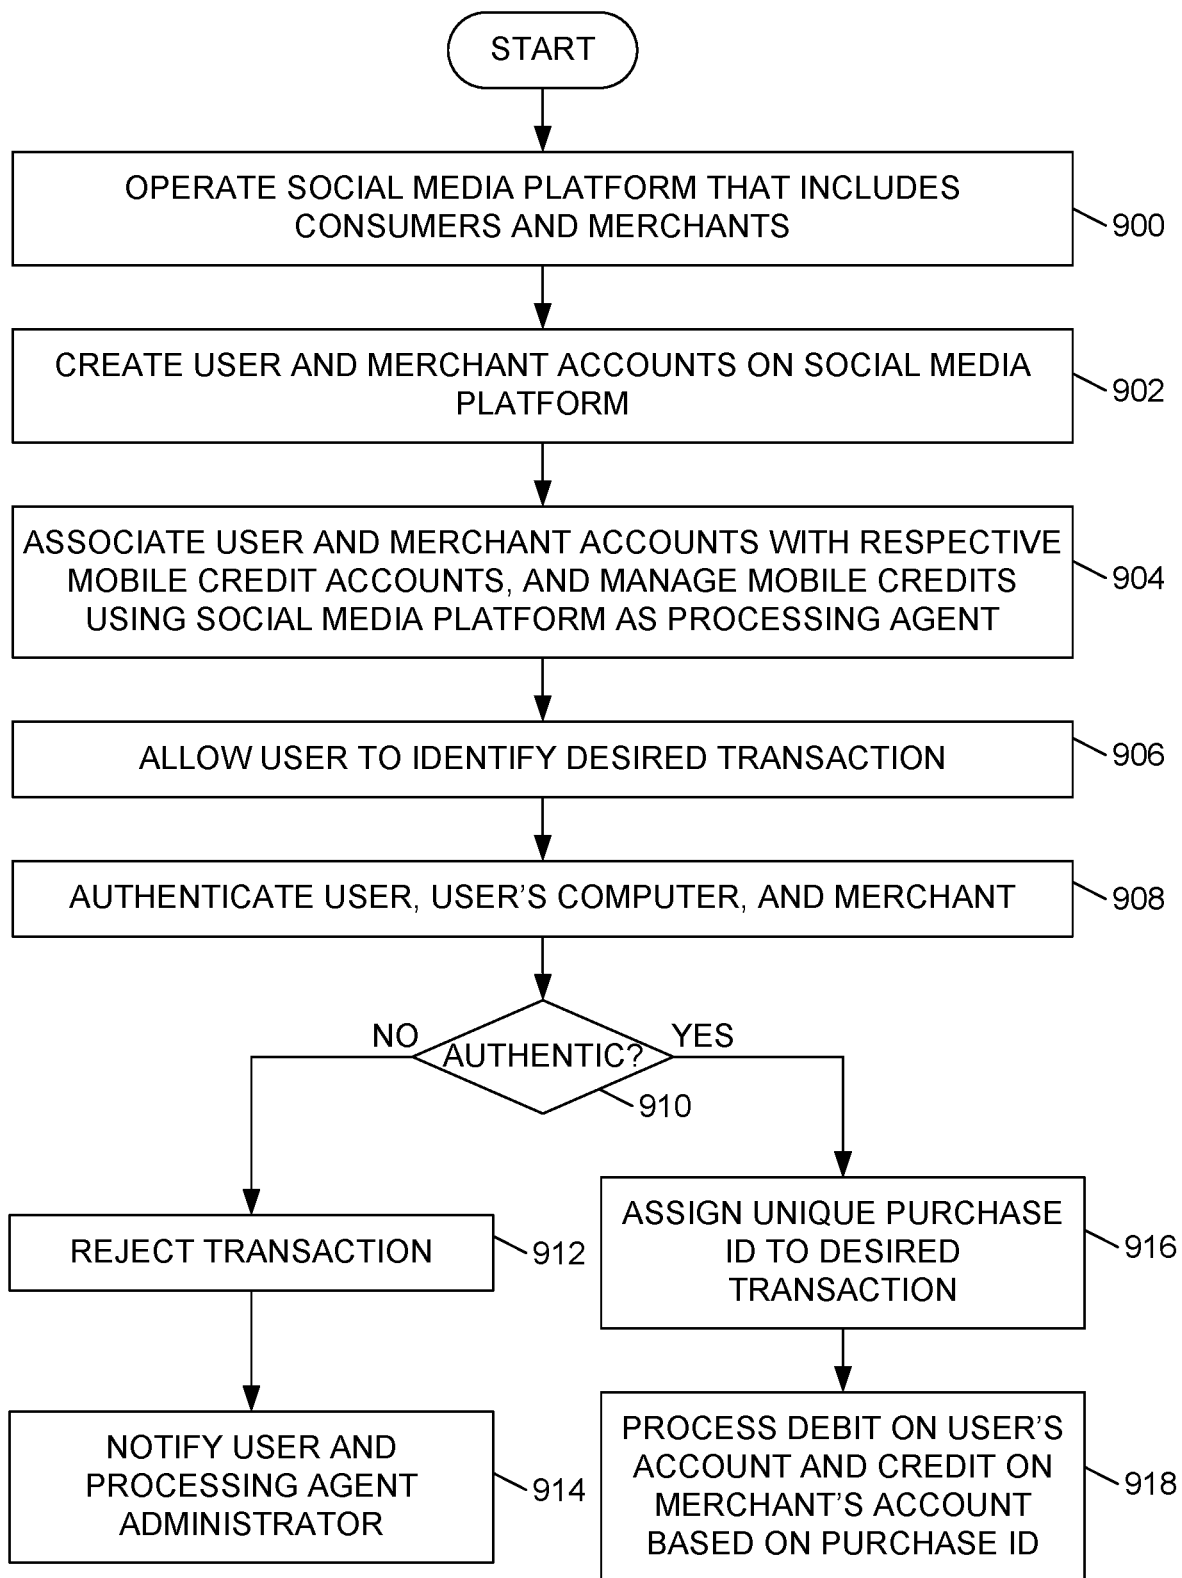 START
OPERATE SOCIAL MEDIA PLATFORM THAT INCLUDES
CONSUMERS AND MERCHANTS
900
CREATE USER AND MERCHANT ACCOUNTS ON SOCIAL MEDIA
PLATFORM
902
ASSOCIATE USER AND MERCHANT ACCOUNTS WITH RESPECTIVE
MOBILE CREDIT ACCOUNTS, AND MANAGE MOBILE CREDITS
USING SOCIAL MEDIA PLATFORM AS PROCESSING AGENT
904
ALLOW USER TO IDENTIFY DESIRED TRANSACTION
906
AUTHENTICATE USER, USER’S COMPUTER, AND MERCHANT
908
NO
AUTHENTIC?
YES
910
REJECT TRANSACTION
912
NOTIFY USER AND
PROCESSING AGENT
ADMINISTRATOR
914
ASSIGN UNIQUE PURCHASE
ID TO DESIRED
TRANSACTION
916
PROCESS DEBIT ON USER’S
ACCOUNT AND CREDIT ON
MERCHANT’S ACCOUNT
BASED ON PURCHASE ID
918